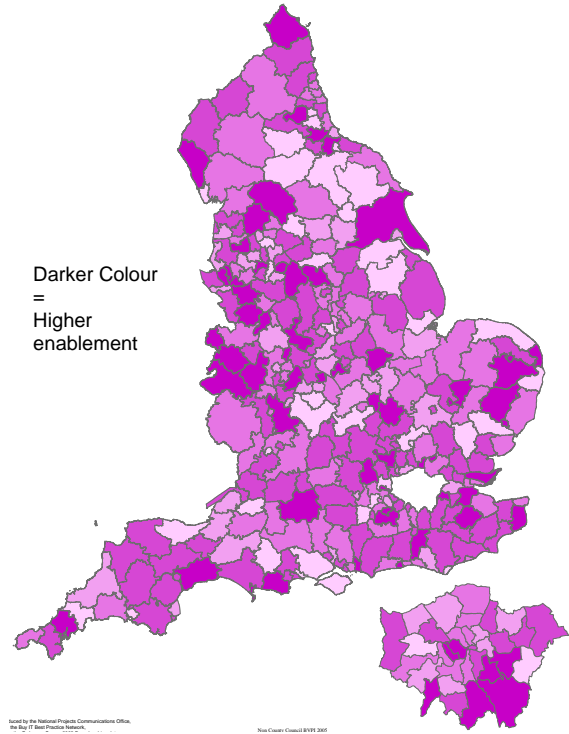 Darker Colour
=
Higher
enablement
duced by the National Projects Communications Office,
the Buy IT Best Practice Network,
Non County Council BVPI 2005